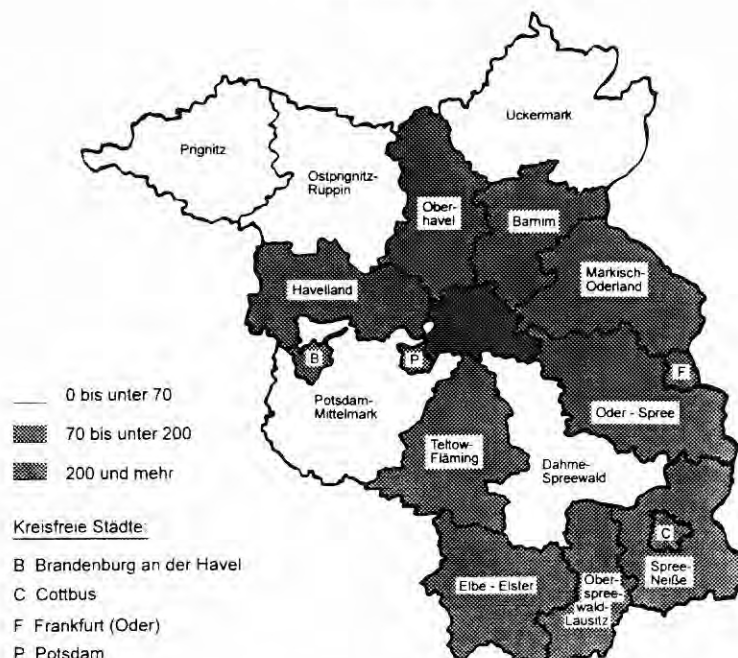 Uckermark
Prignitz
Ostprignitz-
Ruppin
Ober-
havel
Barnim
Märkisch-
Oderland
Havelland
B
P
F
Potsdam-
Mittelmark
Oder - Spree
Teltow-
Fläming
Dahme-
Spreewald
C
Spree-
Neiße
Elbe - Elster
Ober-
spree-
wald-
Lausitz
0 bis unter 70
70 bis unter 200
200 und mehr
Kreisfreie Städte:
B Brandenburg an der Havel
C Cottbus
F Frankfurt (Oder)
P Potsdam